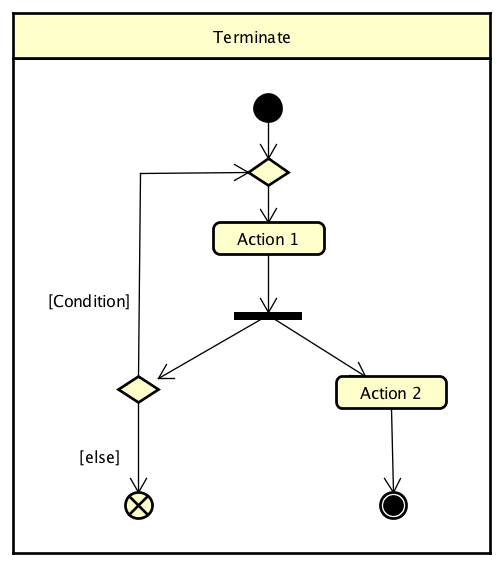 Terminate
Action 1
[Condition]
Action 2
[else]